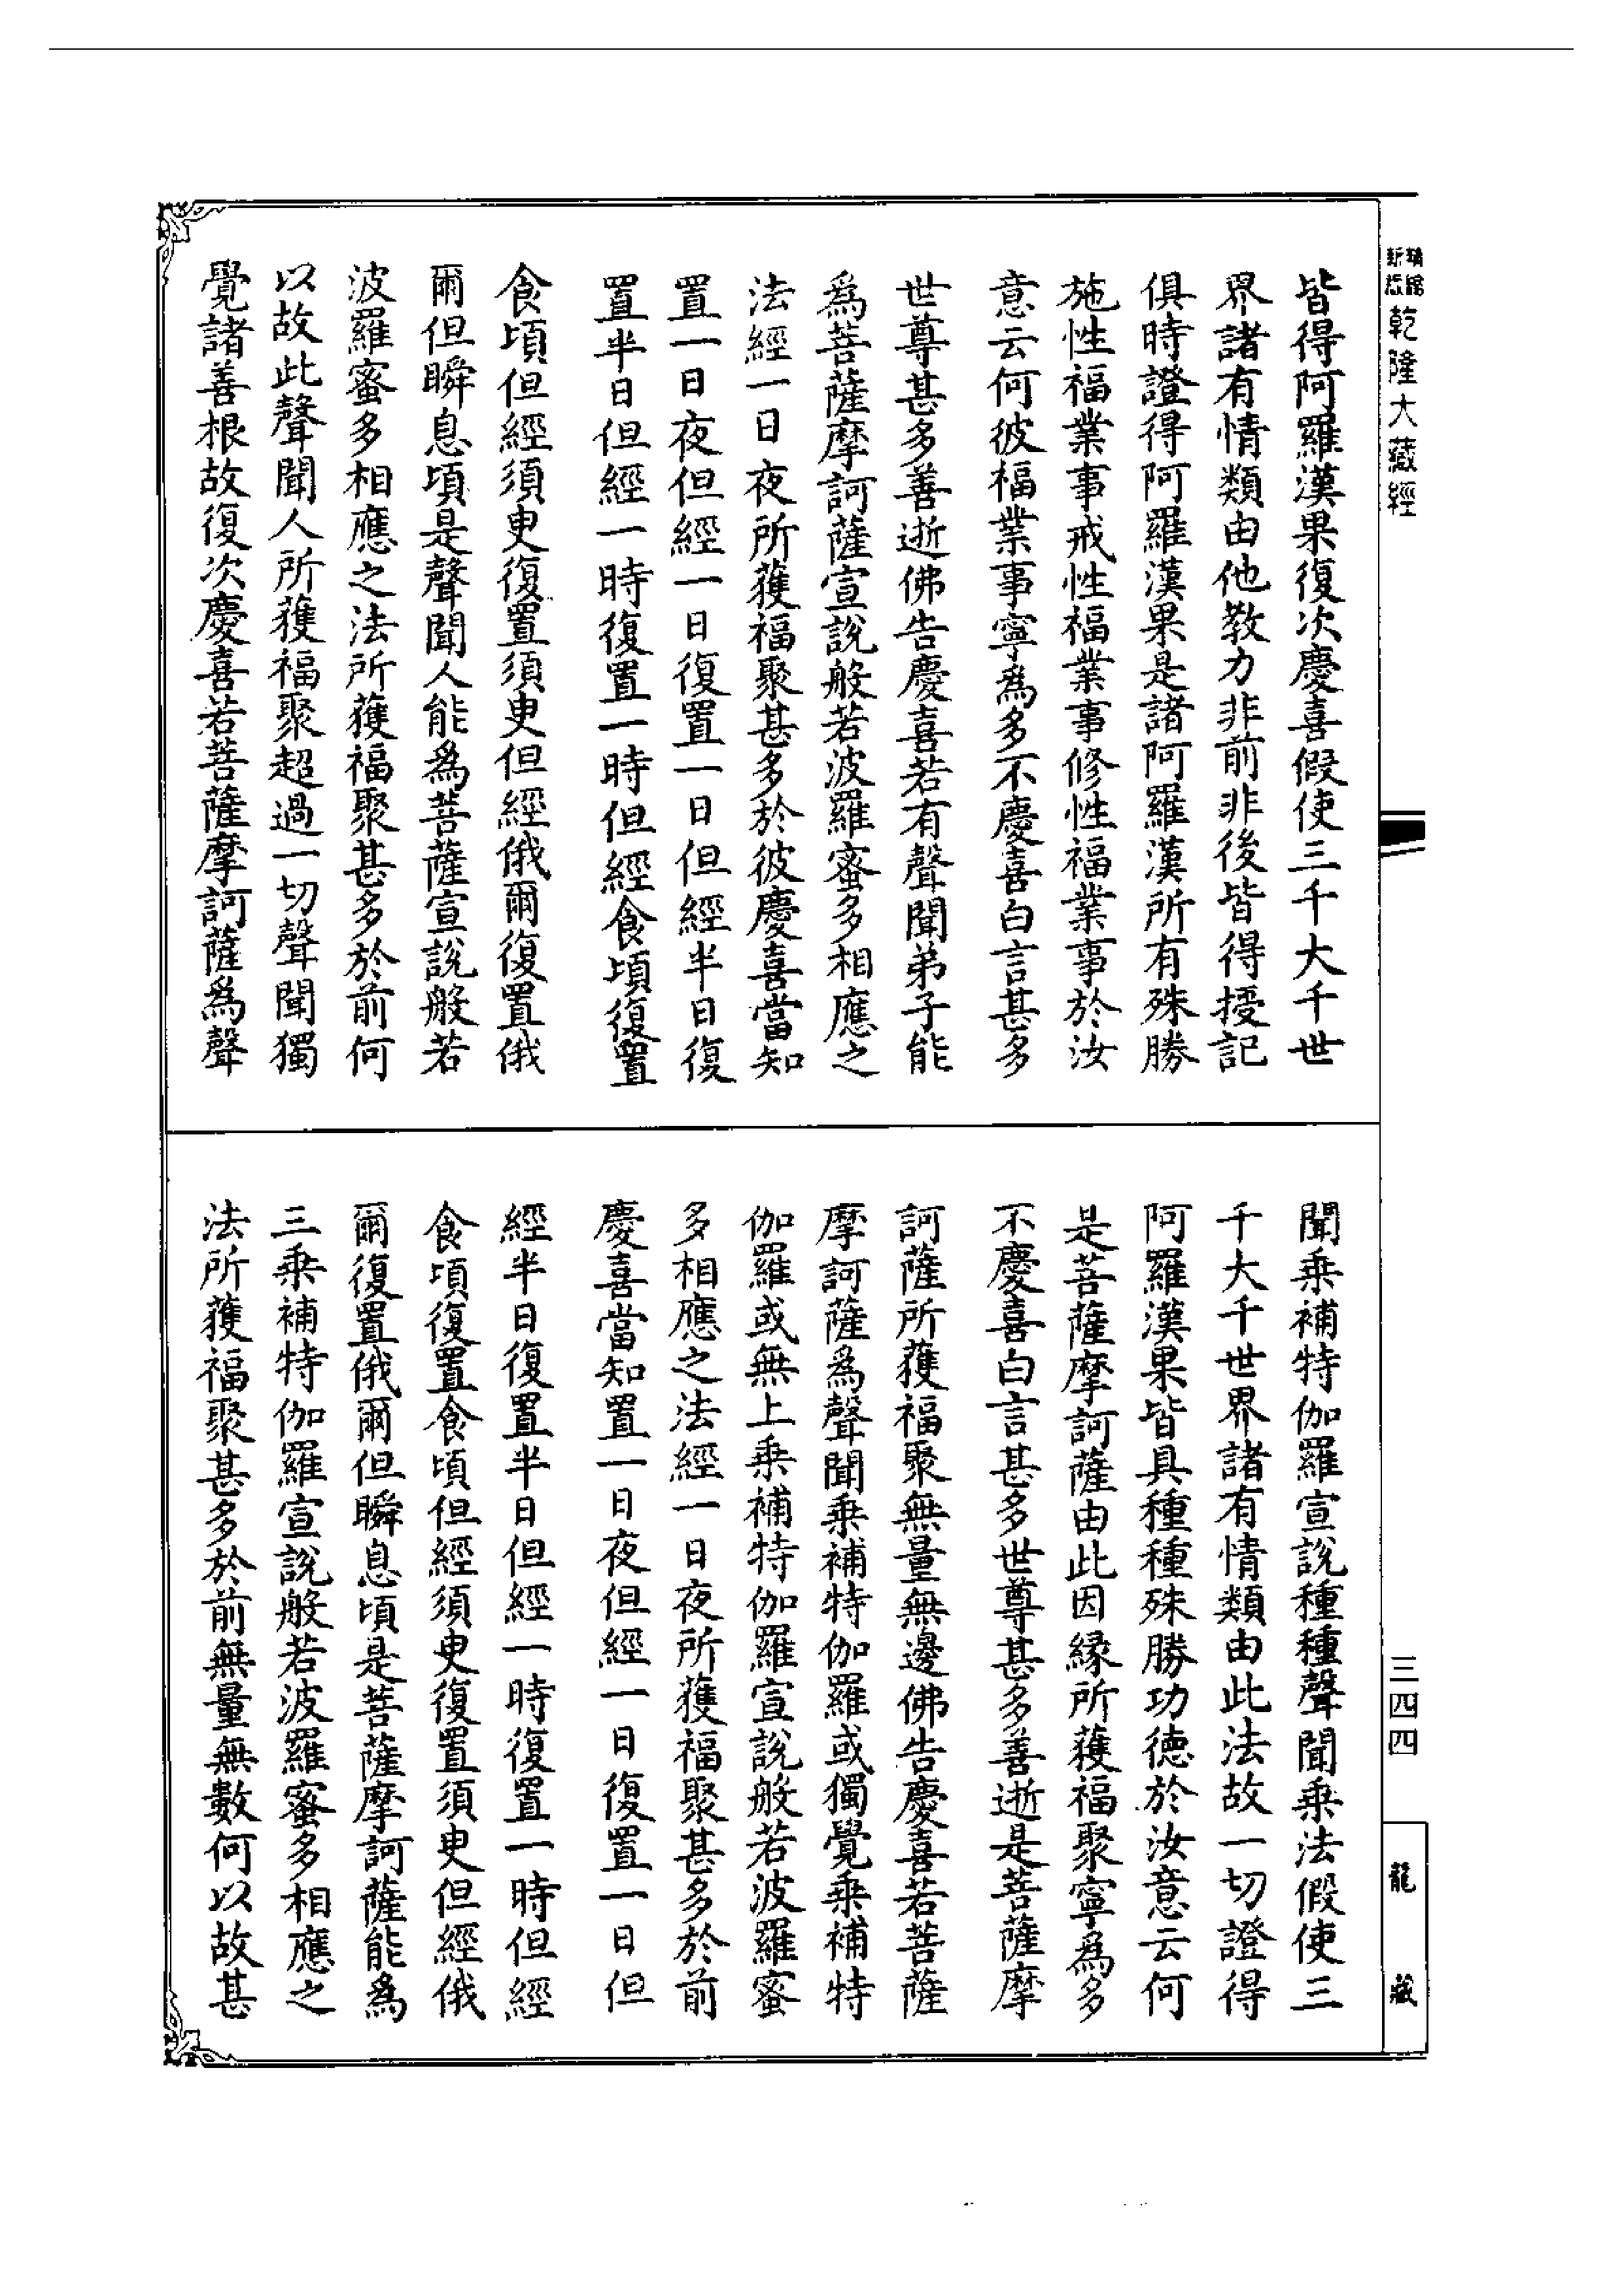 皆得阿羅漢果復次慶喜假使三千大千世
界諸有情類由他教力非前非後皆得授記
俱時證得阿羅漢果是諸阿羅漢所有殊勝
施性福業事戒性福業事修性福業事於汝
意云何彼福業事寧為多不慶喜白言甚多
世尊甚多善逝佛告慶喜若有聲聞弟子能
為菩薩摩訶薩宣說般若波羅蜜多相應之
法經一日夜所獲福聚甚多於彼慶喜當知
置一日夜但經一日復置一日但經半日復
置半日但經一時復置一時但經食頃復置
食頃但經須臾復置須臾但經俄爾復置俄
爾但瞬息頃是聲聞人能為菩薩宣說般若
波羅蜜多相應之法所獲福聚甚多於前何
以故此聲聞人所獲福聚超過一切聲聞獨
覺諸善根故復次慶喜若菩薩摩訶薩為聲
聞乘補特伽羅宣說種種聲聞乘法假使三
千大千世界諸有情類由此法故一切證得
阿羅漢果皆具種種殊勝功德於汝意云何
是菩薩摩訶薩由此因緣所獲福聚寧為多
不慶喜白言甚多世尊甚多善逝是菩薩摩
訶薩所獲福聚無量無邊佛告慶喜若菩薩
摩訶薩為聲聞乘補特伽羅或獨覺乘補特
伽羅或無上乘補特伽羅宣說般若波羅蜜
多相應之法經一日夜所獲福聚甚多於前
慶喜當知置一日夜但經一日復置一日但
經半日復置半日但經一時復置一時但經
食頃復置食頃但經須臾復置須臾但經俄
爾復置俄爾但瞬息頃是菩薩摩訶薩能為
三乘補特伽羅宣說般若波羅蜜多相應之
法所獲福聚甚多於前無量無數何以故甚
乾隆大藏經
三四四
龍藏